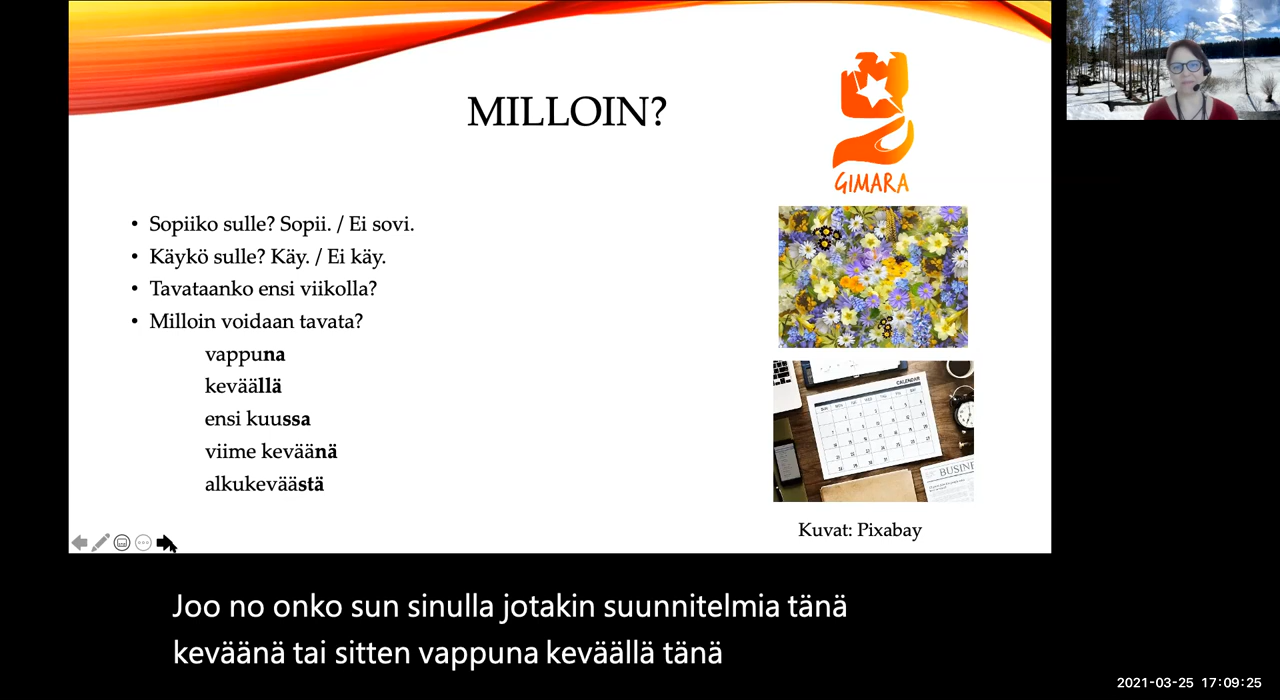 MILLOIN?
GIMARA
• Sopiiko sulle? Sopii. / Ei sovi.
• Käykö sulle? Käy. / Ei käy.
• Tavataanko ensi viikolla?
• Milloin voidaan tavata?
vappuna
keväällä
ensi kuussa
viime keväänä
alkukeväästä
CALENDAR
BUSINE
Kuvat: Pixabay
Joo no onko sun sinulla jotakin suunnitelmia tänä
keväänä tai sitten vappuna keväällä tänä
2021-03-25 17:09:25